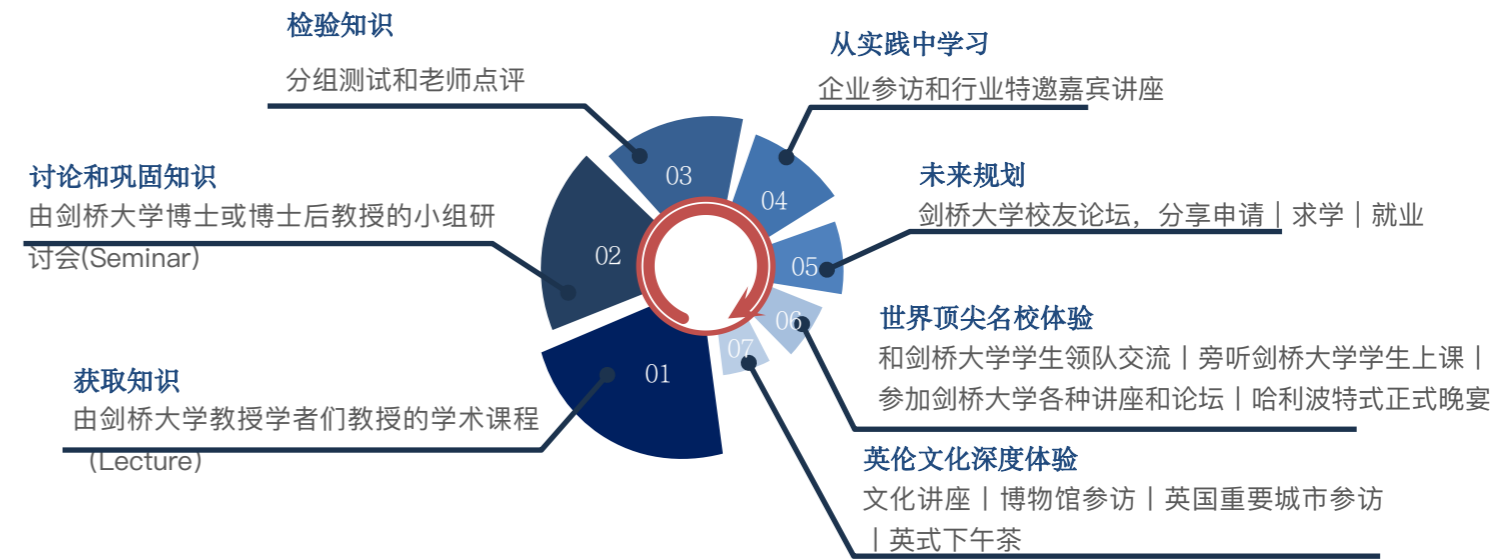 检验知识
分组测试和老师点评
从实践中学习
企业参访和行业特邀嘉宾讲座
讨论和巩固知识
由剑桥大学博士或博士后教授的小组研
讨会(Seminar)
未来规划
剑桥大学校友论坛，分享申请｜求学｜就业
获取知识
由剑桥大学教授学者们教授的学术课程
(Lecture)
世界顶尖名校体验
和剑桥大学学生领队交流丨旁听剑桥大学学生上课丨
参加剑桥大学各种讲座和论坛丨哈利波特式正式晚宴
英伦文化深度体验
文化讲座丨博物馆参访丨英国重要城市参访
丨英式下午茶
01
02
03
04
05
06
07